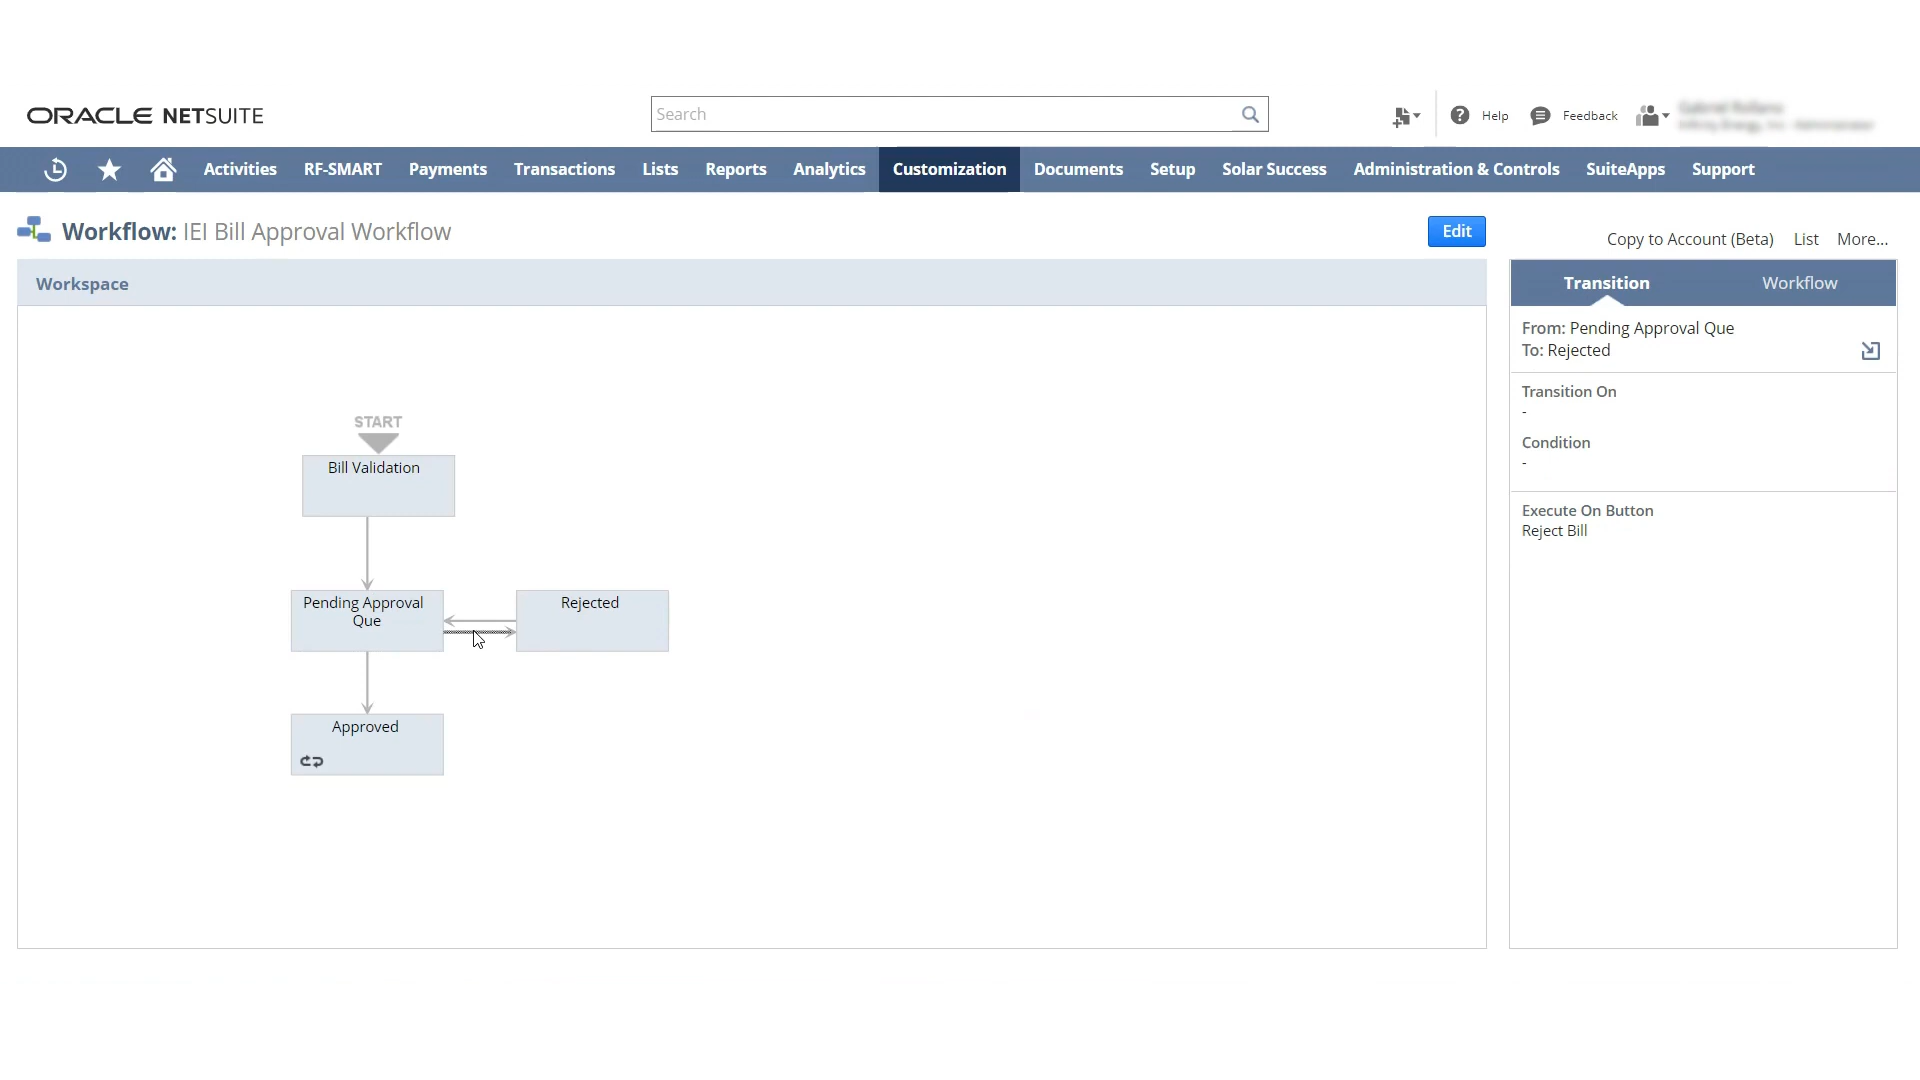 ORACLE NETSUITE
Search
Help
Feedback
Activities
RF-SMART
Payments
Transactions
Lists
Reports
Analytics
Customization
Documents
Setup
Solar Success
Administration & Controls
SuiteApps
Support
Workflow: IEI Bill Approval Workflow
Edit
Copy to Account (Beta)
List
More...
Workspace
START
Bill Validation
Pending Approval
Que
Rejected
Approved
Transition
Workflow
From: Pending Approval Que
To: Rejected
Transition On
-
Condition
-
Execute On Button
Reject Bill